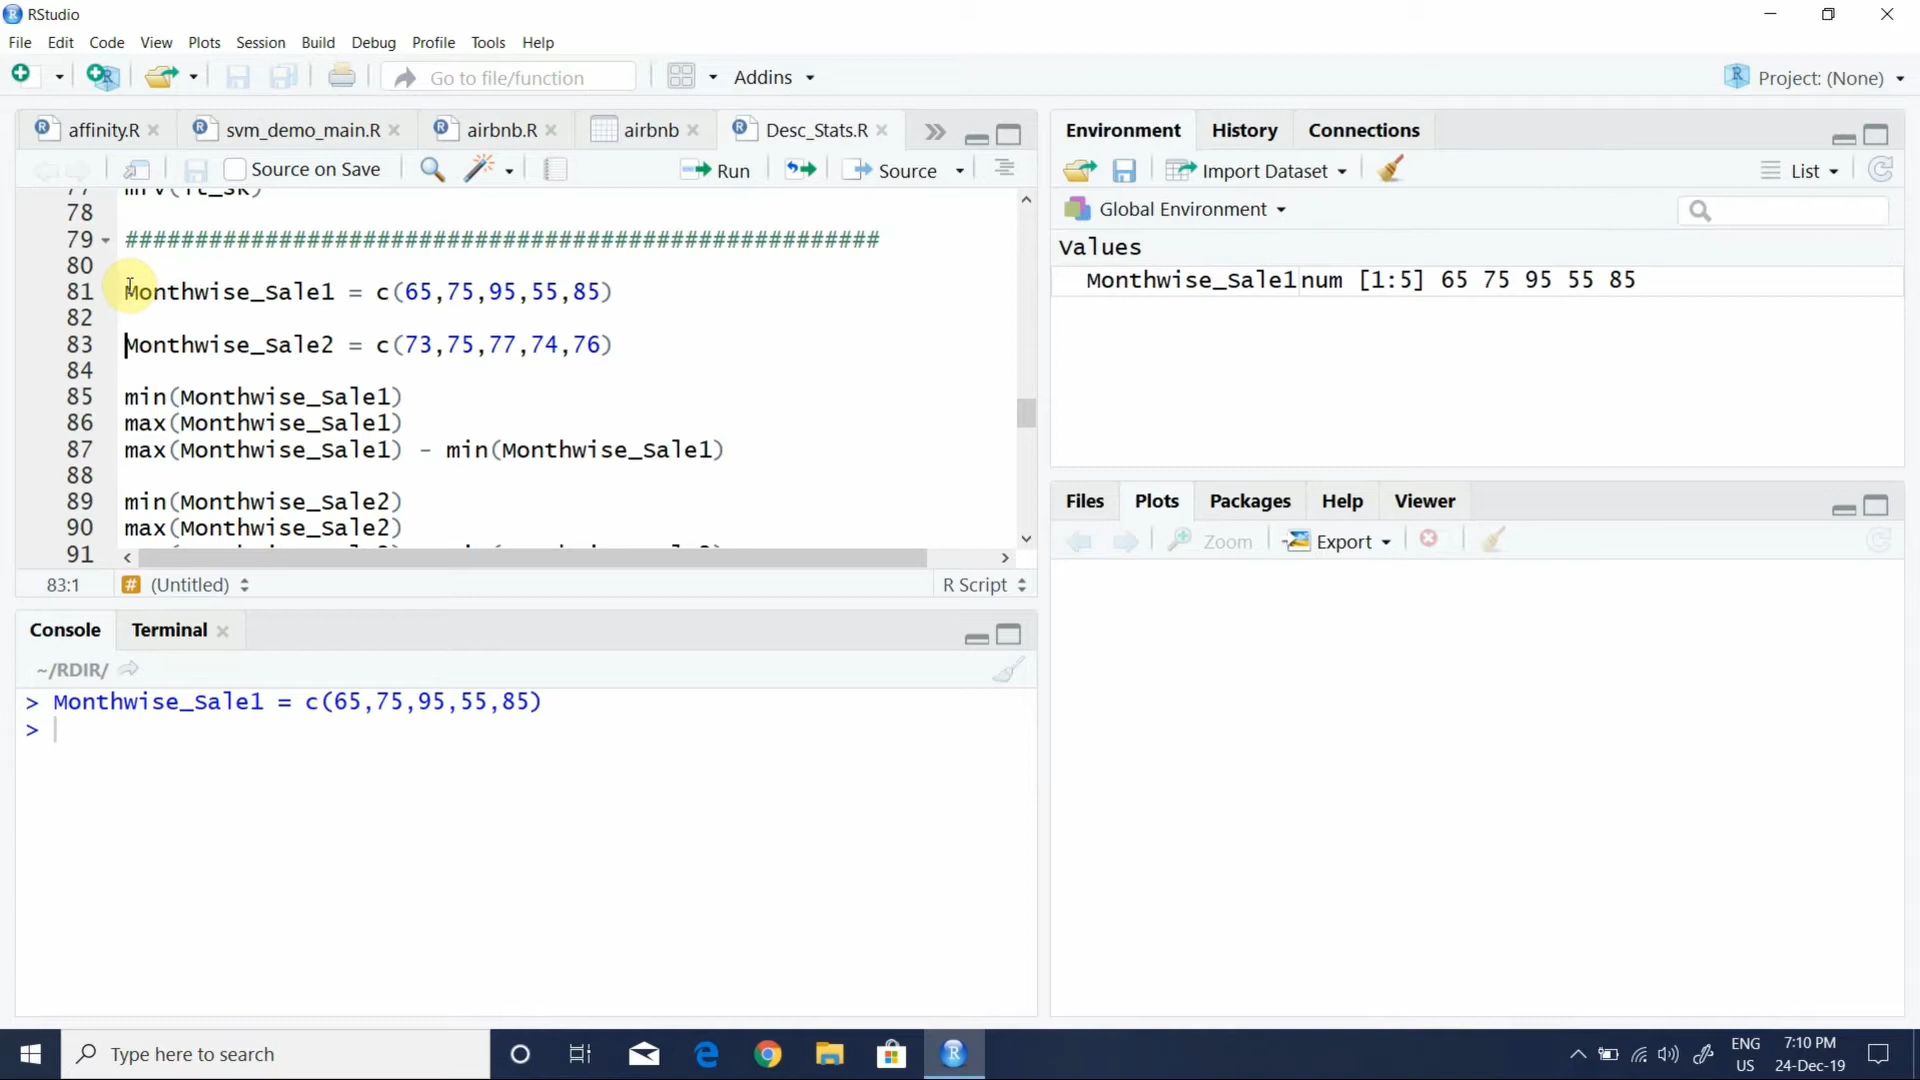 RStudio
File Edit Code View Plots Session Build Debug Profile Tools Help
Go to file/function Addins Project: (None)
affinity.R svm_demo_main.R airbnb.R airbnb Desc_Stats.R
Source on Save Run Source
77
78
79 ######################################################
80
81 Monthwise_Sale1 = c(65,75,95,55,85)
82
83 Monthwise_Sale2 = c(73,75,77,74,76)
84
85 min(Monthwise_Sale1)
86 max(Monthwise_Sale1)
87 max(Monthwise_Sale1) - min(Monthwise_Sale1)
88
89 min(Monthwise_Sale2)
90 max(Monthwise_Sale2)
91
83:1 # (Untitled) R Script
Console Terminal
~/RDIR/
> Monthwise_Sale1 = c(65,75,95,55,85)
>
Environment History Connections
Import Dataset List
Global Environment
Values
Monthwise_Sale1 num [1:5] 65 75 95 55 85
Files Plots Packages Help Viewer
Zoom Export
Type here to search
ENG
US
7:10 PM
24-Dec-19